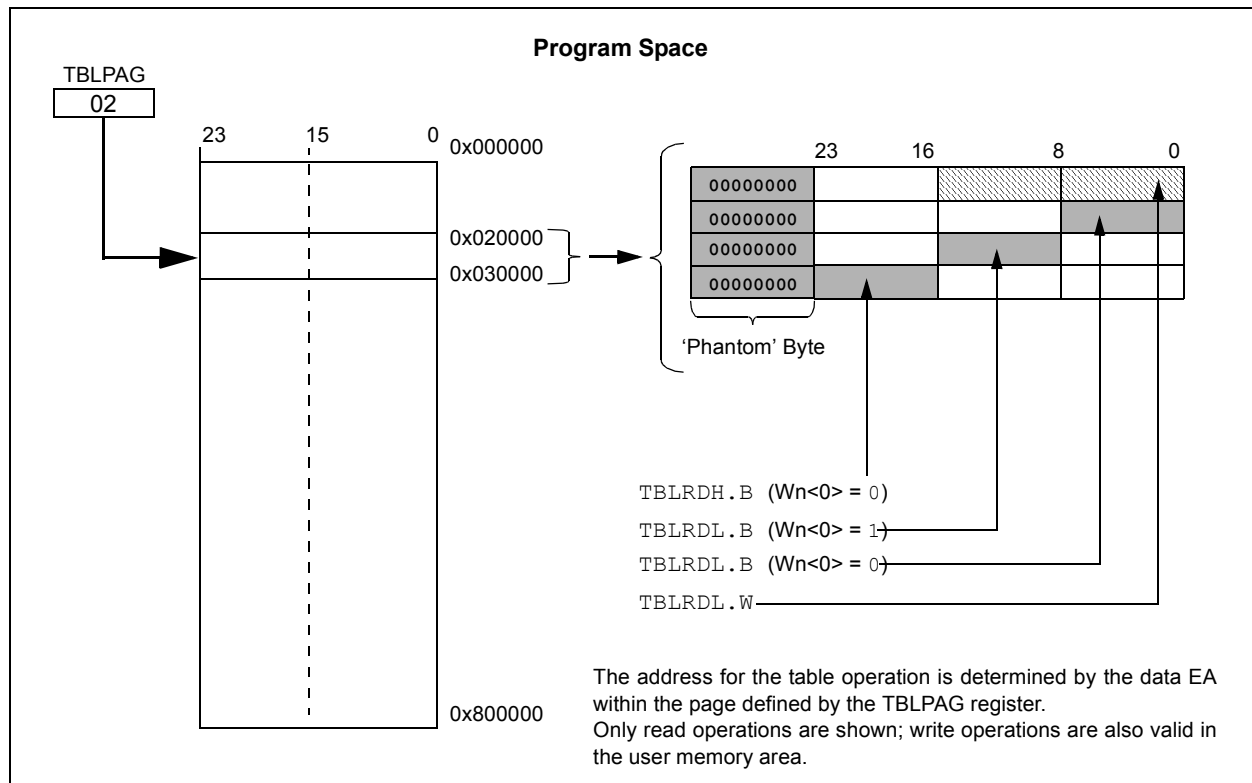 Program Space
TBLPAG
02
23 15 0
0x000000
0x020000
0x030000
0x800000
23 16 8 0
00000000
00000000
00000000
00000000
‘Phantom’ Byte
TBLRDH.B (Wn<0> = 0)
TBLRDL.B (Wn<0> = 1)
TBLRDL.B (Wn<0> = 0)
TBLRDL.W
The address for the table operation is determined by the data EA
within the page defined by the TBLPAG register.
Only read operations are shown; write operations are also valid in
the user memory area.